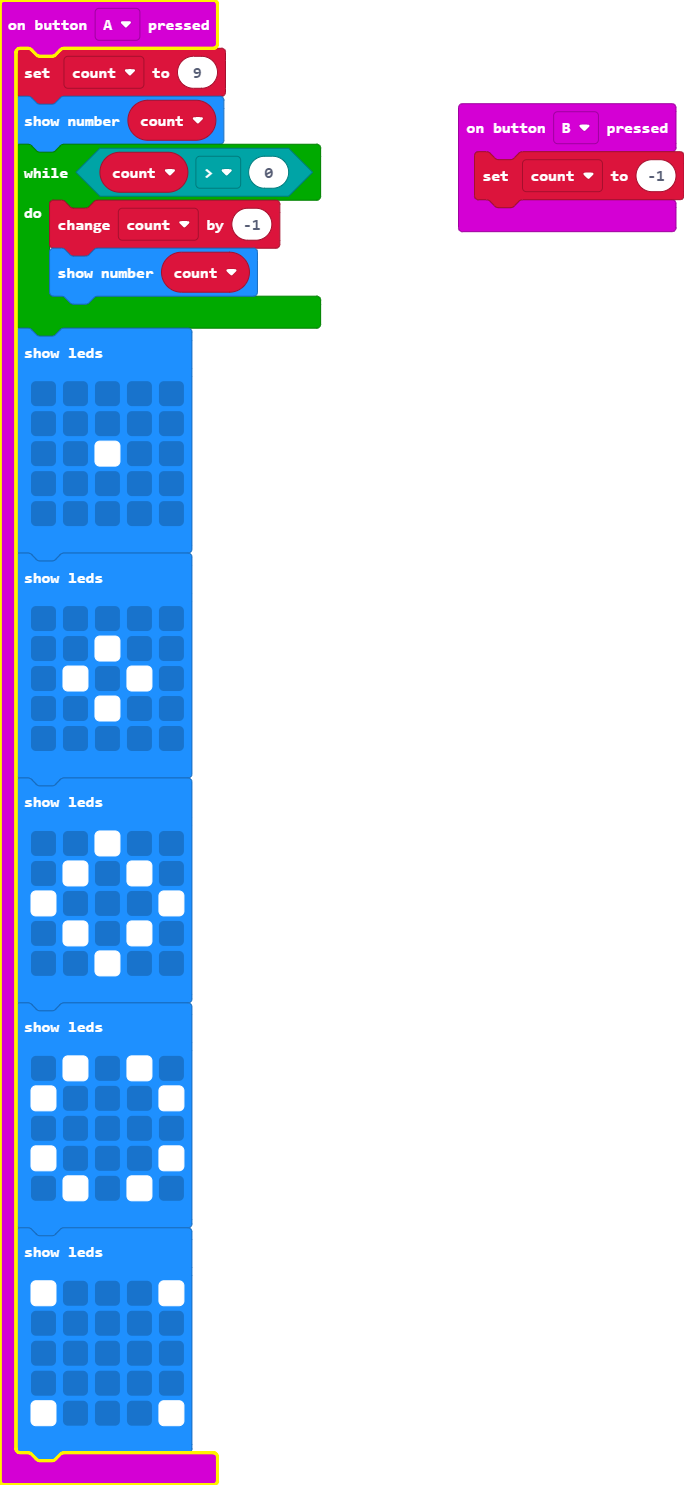 on button A pressed
set count to 9
show number count
while count > 0
do
change count by -1
show number count
show leds
show leds
show leds
show leds
show leds
on button B pressed
set count to -1